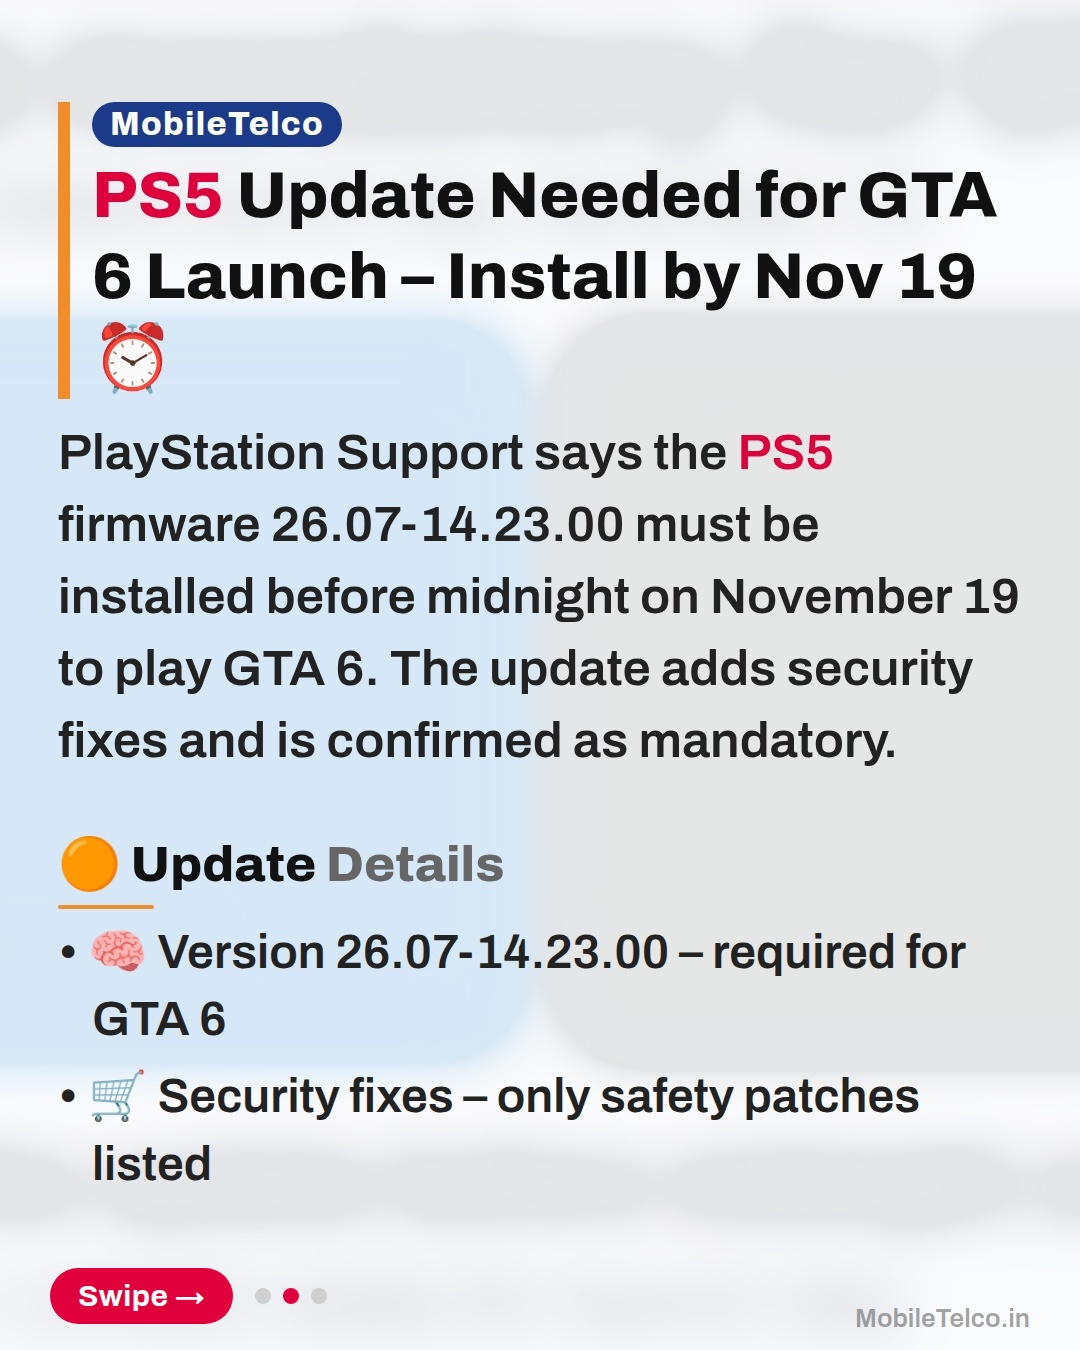 MobileTelco
PS5 Update Needed for GTA
6 Launch – Install by Nov 19
⏰
PlayStation Support says the PS5
firmware 26.07-14.23.00 must be
installed before midnight on November 19
to play GTA 6. The update adds security
fixes and is confirmed as mandatory.
🟠 Update Details
• 🧠 Version 26.07-14.23.00 – required for
GTA 6
• 🛒 Security fixes – only safety patches
listed
Swipe →
MobileTelco.in